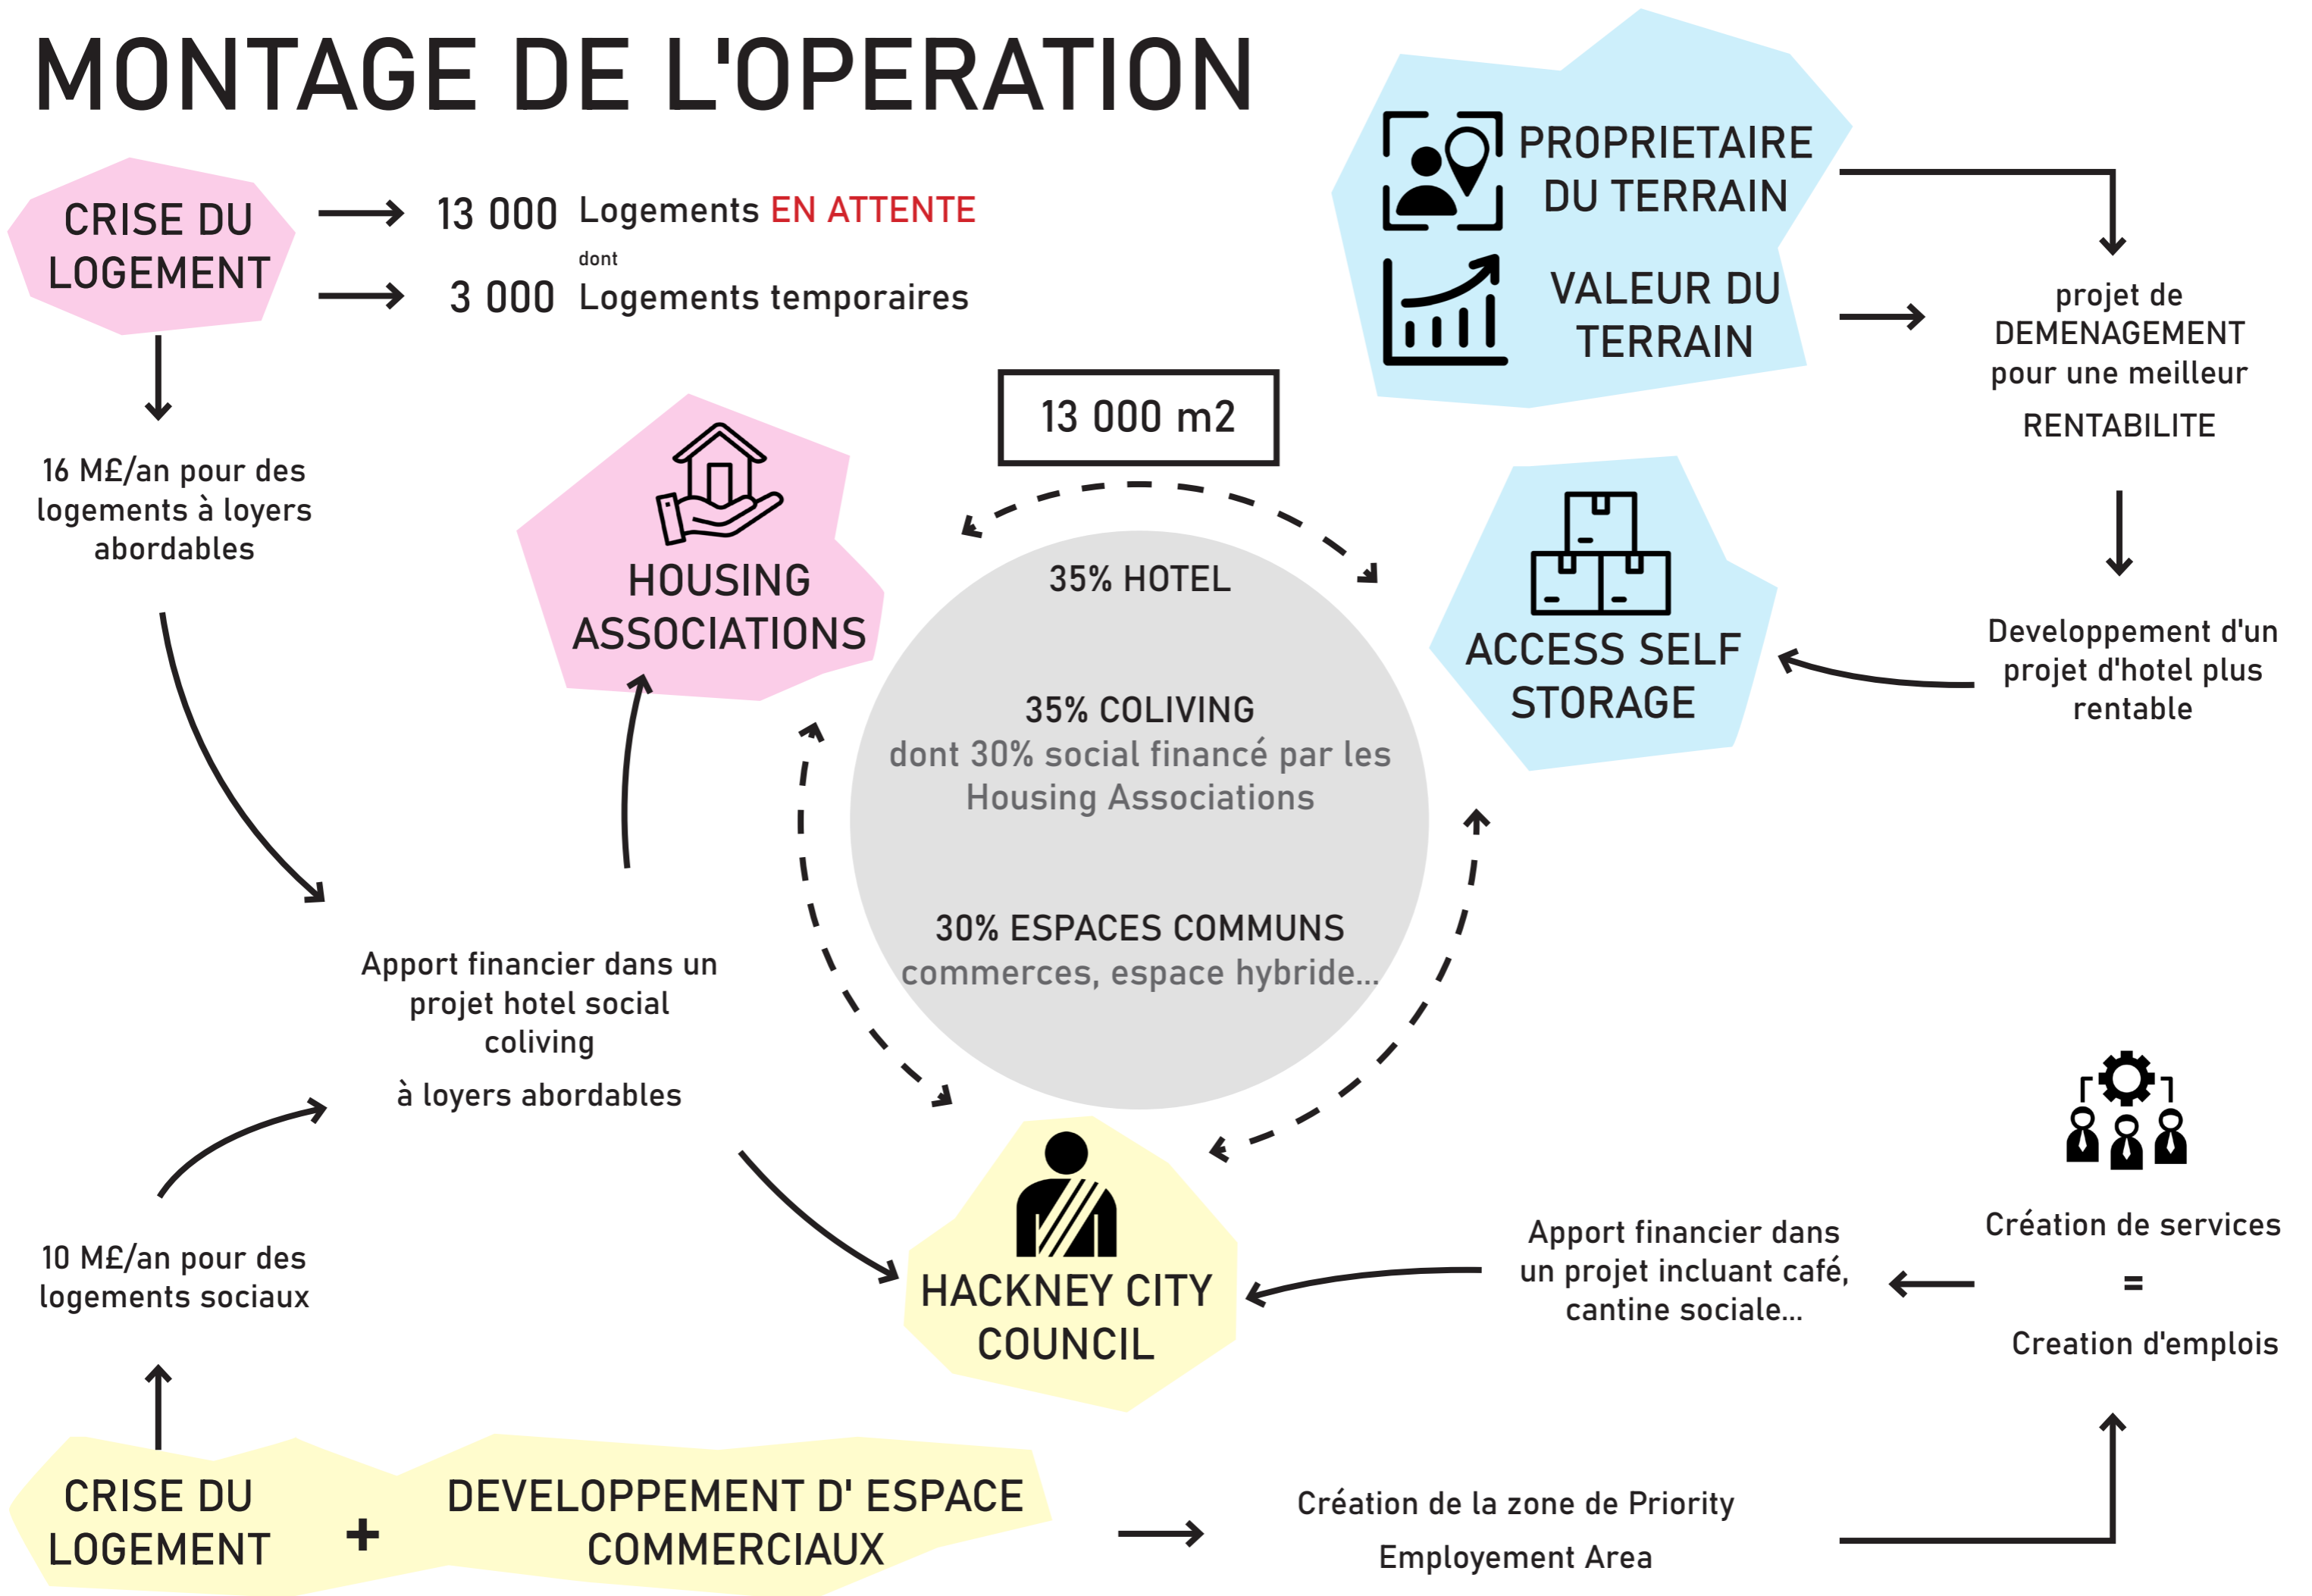 MONTAGE DE L'OPERATION
CRISE DU
LOGEMENT
13 000 Logements EN ATTENTE
dont
3 000 Logements temporaires
PROPRIETAIRE
DU TERRAIN
VALEUR DU
TERRAIN
projet de
DEMENAGEMENT
pour une meilleur
RENTABILITE
16 M£/an pour des
logements à loyers
abordables
HOUSING
ASSOCIATIONS
13 000 m2
ACCESS SELF
STORAGE
Developpement d'un
projet d'hotel plus
rentable
35% HOTEL
35% COLIVING
dont 30% social financé par les
Housing Associations
30% ESPACES COMMUNS
commerces, espace hybride...
Apport financier dans un
projet hotel social
coliving
à loyers abordables
10 M£/an pour des
logements sociaux
HACKNEY CITY
COUNCIL
Apport financier dans
un projet incluant café,
cantine sociale...
Création de services
=
Creation d'emplois
CRISE DU
LOGEMENT
+
DEVELOPPEMENT D' ESPACE
COMMERCIAUX
Création de la zone de Priority
Employement Area